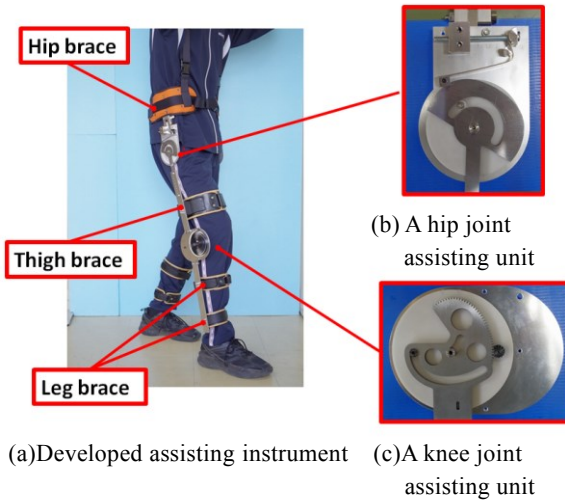 Hip brace
Thigh brace
Leg brace
(b) A hip joint
assisting unit
(a)Developed assisting instrument
(c)A knee joint
assisting unit